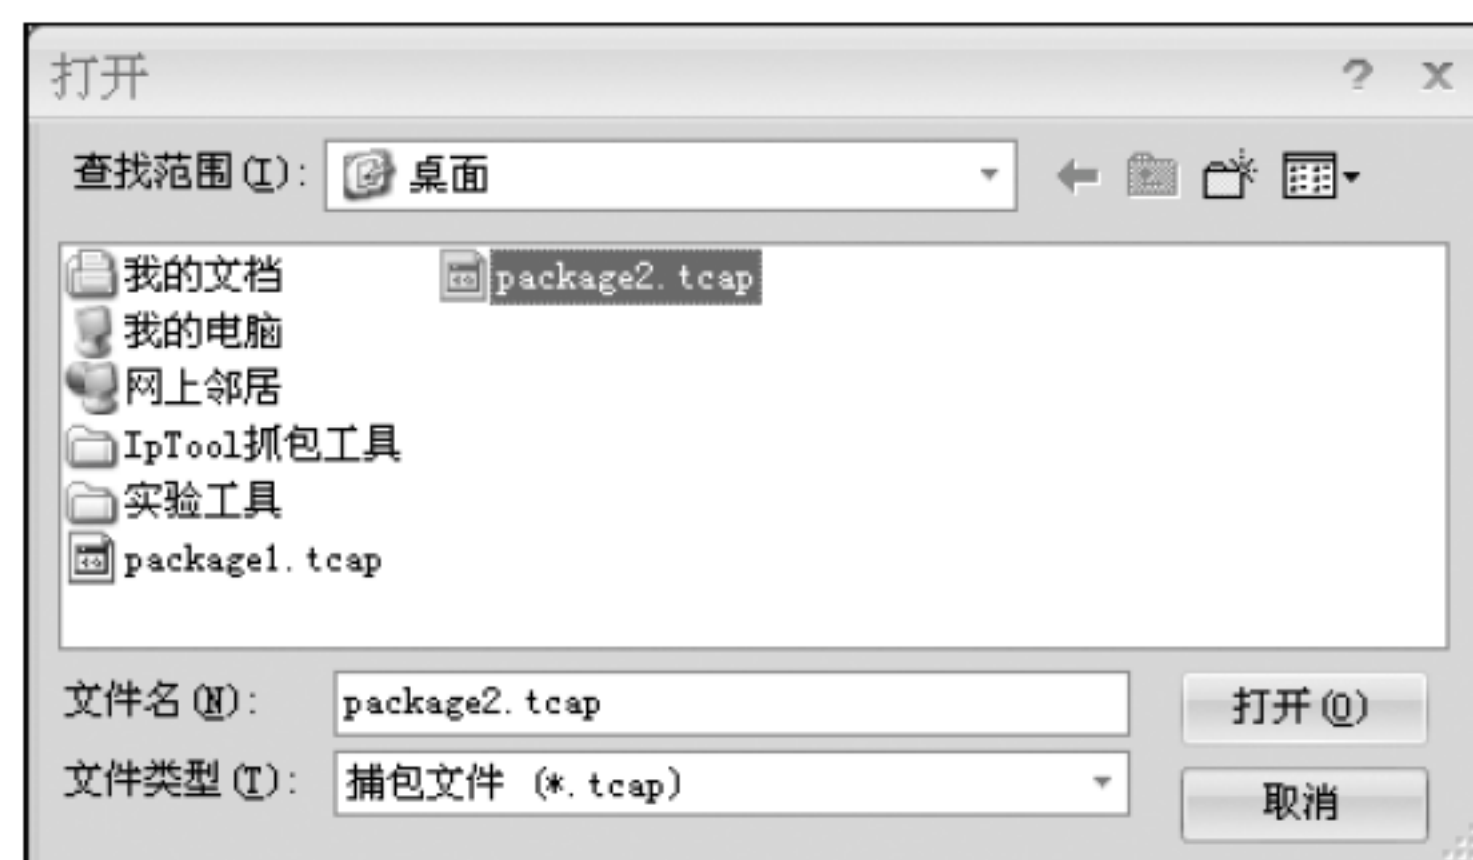 打开
查找范围(I): 桌面
我的文档 package2.tcap
我的电脑
网上邻居
IpTool抓包工具
实验工具
package1.tcap
文件名(N): package2.tcap 打开(O)
文件类型(T): 捕包文件 (*.tcap) 取消